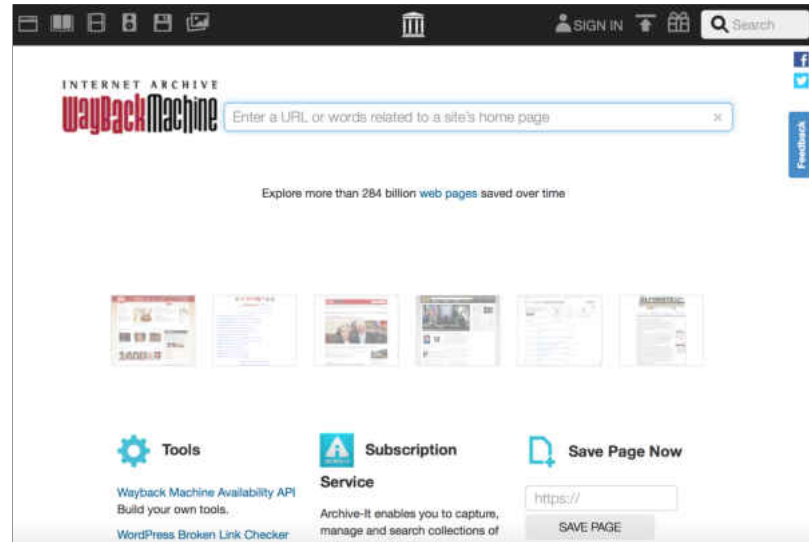 SIGN IN
Search
INTERNET ARCHIVE
WayBackMachine
Enter a URL or words related to a site's home page
Feedback
Explore more than 284 billion web pages saved over time
Tools
Wayback Machine Availability API
Build your own tools.
WordPress Broken Link Checker
Subscription
Service
Archive-It enables you to capture,
manage and search collections of
Save Page Now
https://
SAVE PAGE